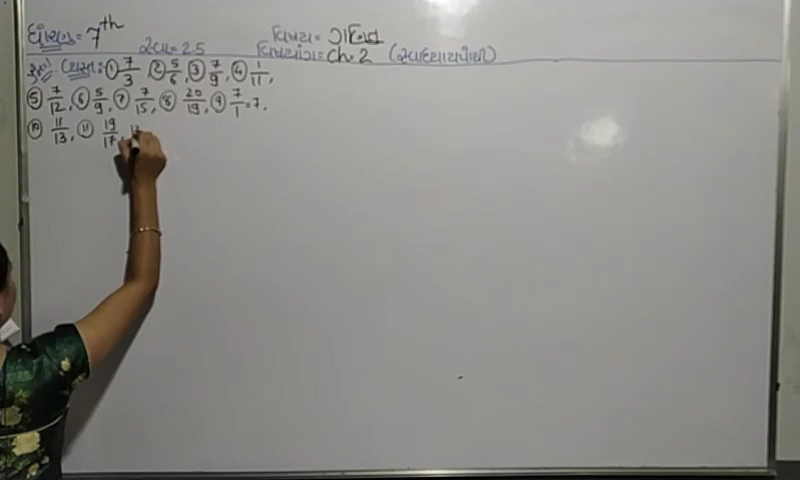 ધોરણ = 7th વિષય = ગણિત
સ્વા = 2.5 વિષયાંગ = Ch. 2 (સ્વાધ્યાયપોથી)
વ્યસ્ત : ① 7/3, ② 5/6, ③ 7/9, ④ 1/11,
⑤ 7/12, ⑥ 5/9, ⑦ 7/15, ⑧ 20/19, ⑨ 7/1 = 7,
⑩ 11/13, ⑪ 19/17,